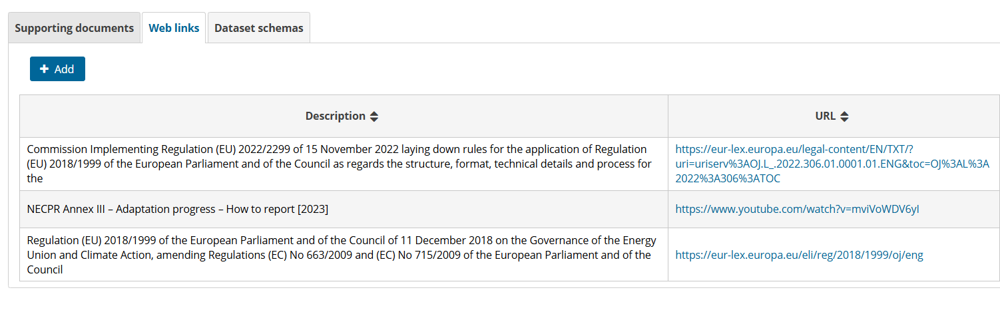 Supporting documents
Web links
Dataset schemas
Add
Description
URL
Commission Implementing Regulation (EU) 2022/2299 of 15 November 2022 laying down rules for the application of Regulation
(EU) 2018/1999 of the European Parliament and of the Council as regards the structure, format, technical details and process for
the
https://eur-lex.europa.eu/legal-content/EN/TXT/?
uri=uriserv%3AOJ.L_.2022.306.01.0001.01.ENG&toc=OJ%3AL%3A
2022%3A306%3ATOC
NECPR Annex III – Adaptation progress – How to report [2023]
https://www.youtube.com/watch?v=mviVoWDV6yI
Regulation (EU) 2018/1999 of the European Parliament and of the Council of 11 December 2018 on the Governance of the Energy
Union and Climate Action, amending Regulations (EC) No 663/2009 and (EC) No 715/2009 of the European Parliament and of the
Council
https://eur-lex.europa.eu/eli/reg/2018/1999/oj/eng